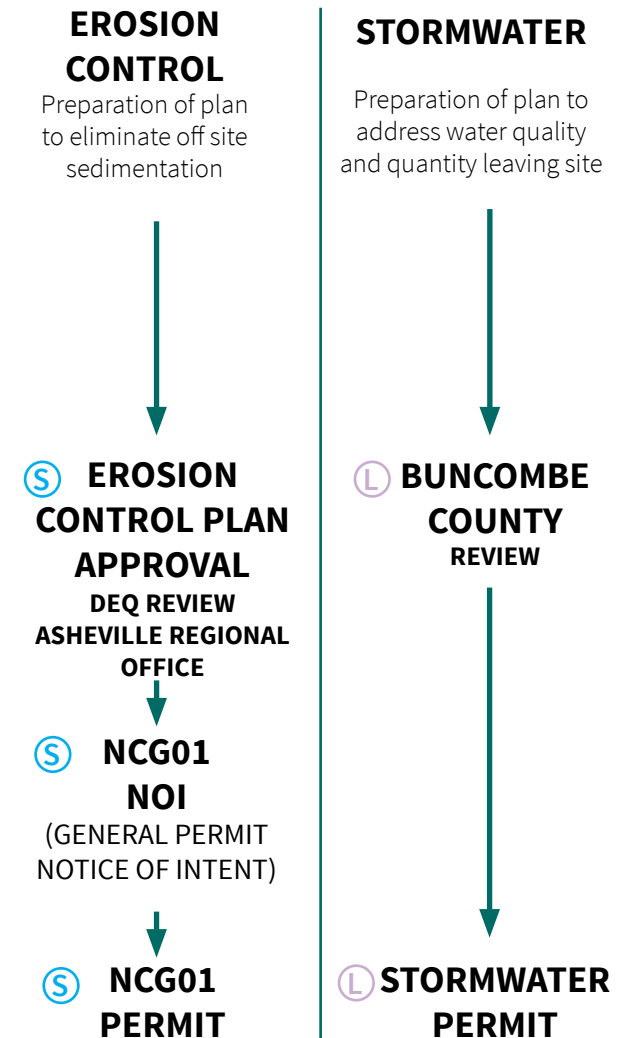 EROSION
CONTROL
Preparation of plan
to eliminate off site
sedimentation
S EROSION
CONTROL PLAN
APPROVAL
DEQ REVIEW
ASHEVILLE REGIONAL
OFFICE
S NCG01
NOI
(GENERAL PERMIT
NOTICE OF INTENT)
S NCG01
PERMIT
STORMWATER
Preparation of plan to
address water quality
and quantity leaving site
L BUNCOMBE
COUNTY
REVIEW
L STORMWATER
PERMIT